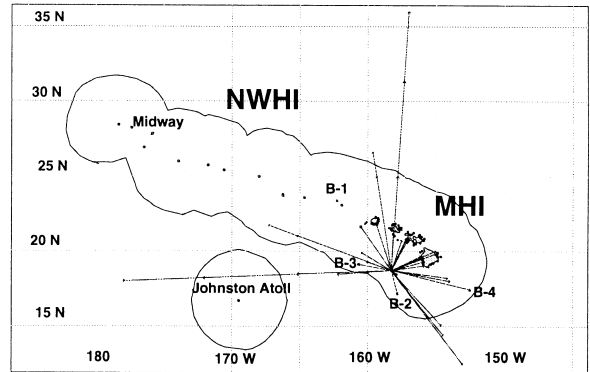 35 N
30 N
NWHI
Midway
25 N
B-1
MHI
20 N
B-3
Johnston Atoll
B-4
B-2
15 N
180
170 W
160 W
150 W